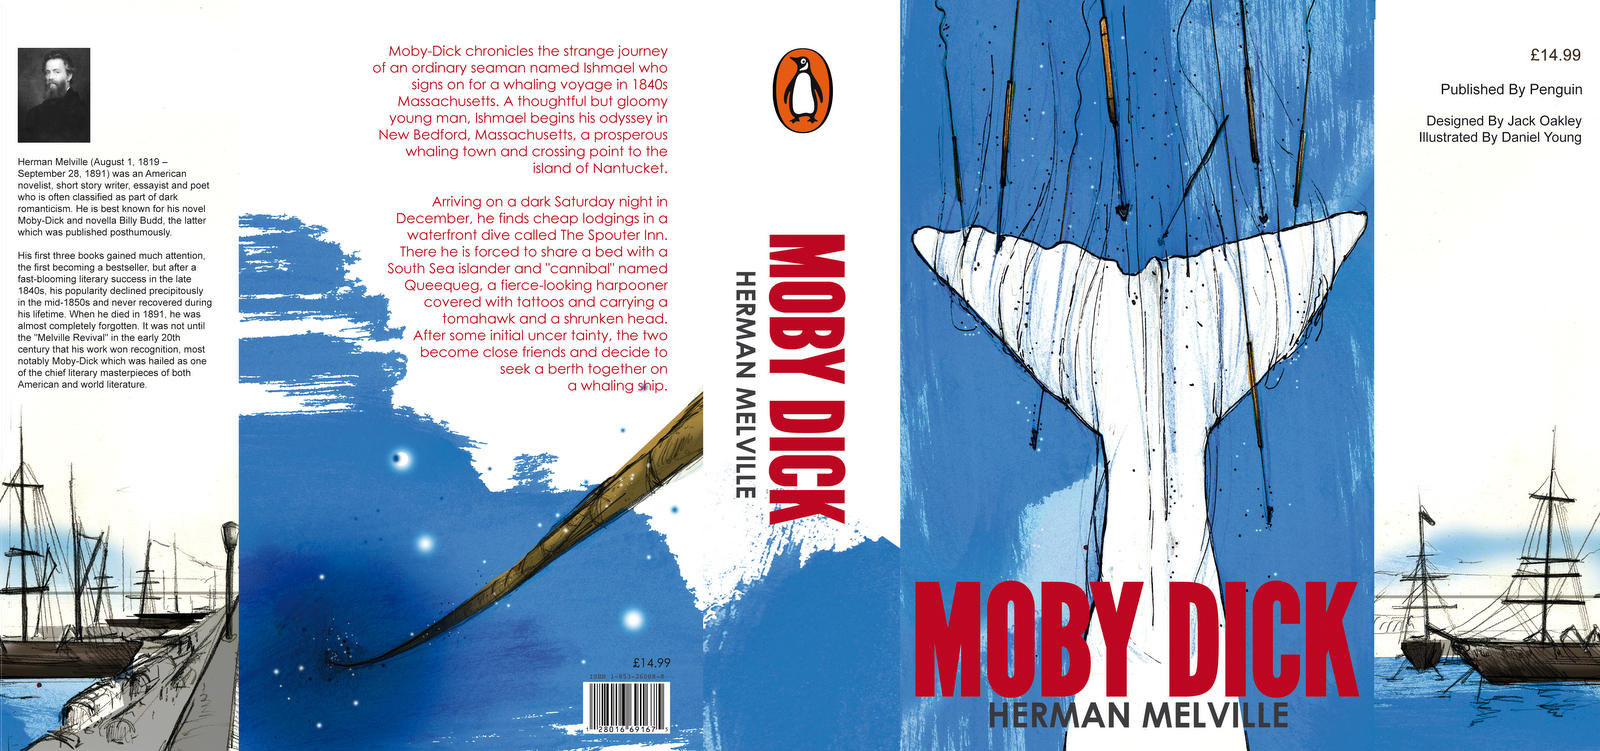 Herman Melville (August 1, 1819 –
September 28, 1891) was an American
novelist, short story writer, essayist and poet
who is often classified as part of dark
romanticism. He is best known for his novel
Moby-Dick and novella Billy Budd, the latter
which was published posthumously.
His first three books gained much attention,
the first becoming a bestseller, but after a
fast-blooming literary success in the late
1840s, his popularity declined precipitously
in the mid-1850s and never recovered during
his lifetime. When he died in 1891, he was
almost completely forgotten. It was not until
the "Melville Revival" in the early 20th
century that his work won recognition, most
notably Moby-Dick which was hailed as one
of the chief literary masterpieces of both
American and world literature.
Moby-Dick chronicles the strange journey
of an ordinary seaman named Ishmael who
signs on for a whaling voyage in 1840s
Massachusetts. A thoughtful but gloomy
young man, Ishmael begins his odyssey in
New Bedford, Massachusetts, a prosperous
whaling town and crossing point to the
island of Nantucket.
Arriving on a dark Saturday night in
December, he finds cheap lodgings in a
waterfront dive called The Spouter Inn.
There he is forced to share a bed with a
South Sea islander and "cannibal" named
Queequeg, a fierce-looking harpooner
covered with tattoos and carrying a
tomahawk and a shrunken head.
After some initial uncer tainty, the two
become close friends and decide to
seek a berth together on
a whaling ship.
£14.99
1 28016 69167 5
MOBY DICK
HERMAN MELVILLE
MOBY DICK
HERMAN MELVILLE
£14.99
Published By Penguin
Designed By Jack Oakley
Illustrated By Daniel Young